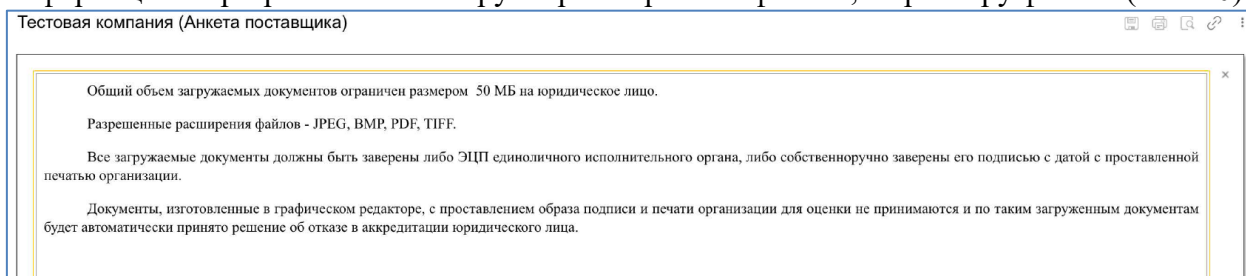 Тестовая компания (Анкета поставщика)
Общий объем загружаемых документов ограничен размером 50 МБ на юридическое лицо.
Разрешенные расширения файлов - JPEG, BMP, PDF, TIFF.
Все загружаемые документы должны быть заверены либо ЭЦП единоличного исполнительного органа, либо собственноручно заверены его подписью с датой с проставленной
печатью организации.
Документы, изготовленные в графическом редакторе, с проставлением образа подписи и печати организации для оценки не принимаются и по таким загруженным документам
будет автоматически принято решение об отказе в аккредитации юридического лица.